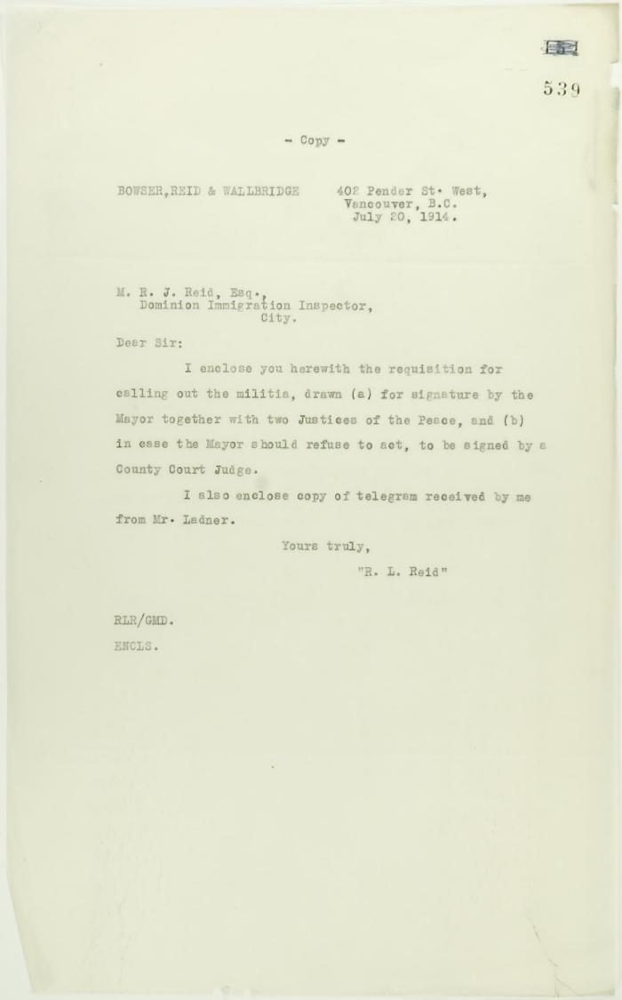 539
- Copy -
BOWSER,REID & WALLBRIDGE 402 Pender St. West,
Vancouver, B.C.
July 20, 1914.
M. R. J. Reid, Esq.,
Dominion Immigration Inspector,
City.
Dear Sir:
I enclose you herewith the requisition for
calling out the militia, drawn (a) for signature by the
Mayor together with two Justices of the Peace, and (b)
in case the Mayor should refuse to act, to be signed by a
County Court Judge.
I also enclose copy of telegram received by me
from Mr. Ladner.
Yours truly,
"R. L. Reid"
RLR/GMD.
ENCLS.